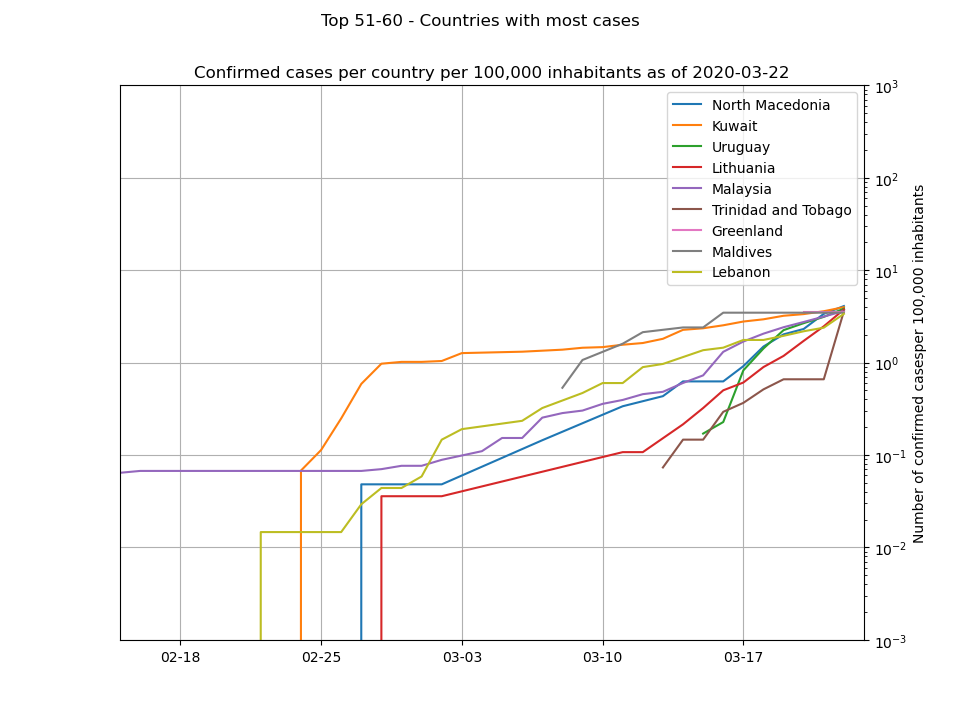 Top 51-60 - Countries with most cases
Confirmed cases per country per 100,000 inhabitants as of 2020-03-22
North Macedonia
Kuwait
Uruguay
Lithuania
Malaysia
Trinidad and Tobago
Greenland
Maldives
Lebanon
10³
10²
10¹
10⁰
10⁻¹
10⁻²
10⁻³
Number of confirmed casesper 100,000 inhabitants
02-18 02-25 03-03 03-10 03-17